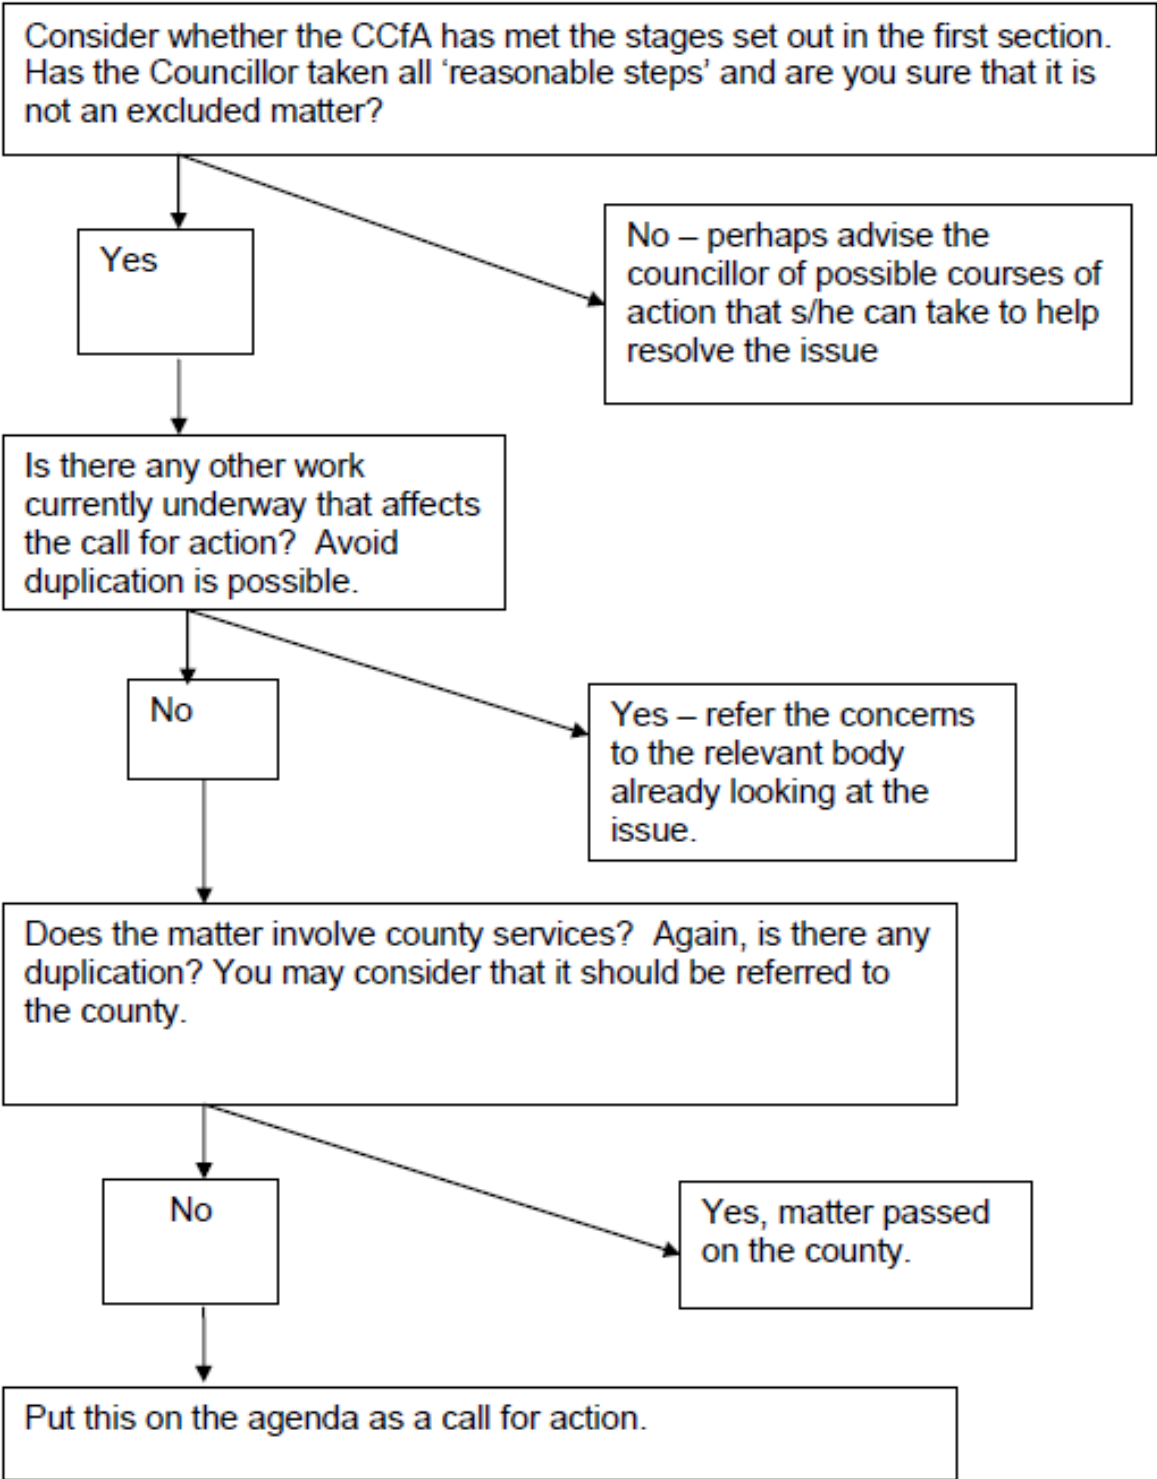 Consider whether the CCfA has met the stages set out in the first section.
Has the Councillor taken all ‘reasonable steps’ and are you sure that it is
not an excluded matter?
Yes
No – perhaps advise the
councillor of possible courses of
action that s/he can take to help
resolve the issue
Is there any other work
currently underway that affects
the call for action?  Avoid
duplication is possible.
No
Yes – refer the concerns
to the relevant body
already looking at the
issue.
Does the matter involve county services?  Again, is there any
duplication? You may consider that it should be referred to
the county.
No
Yes, matter passed
on the county.
Put this on the agenda as a call for action.